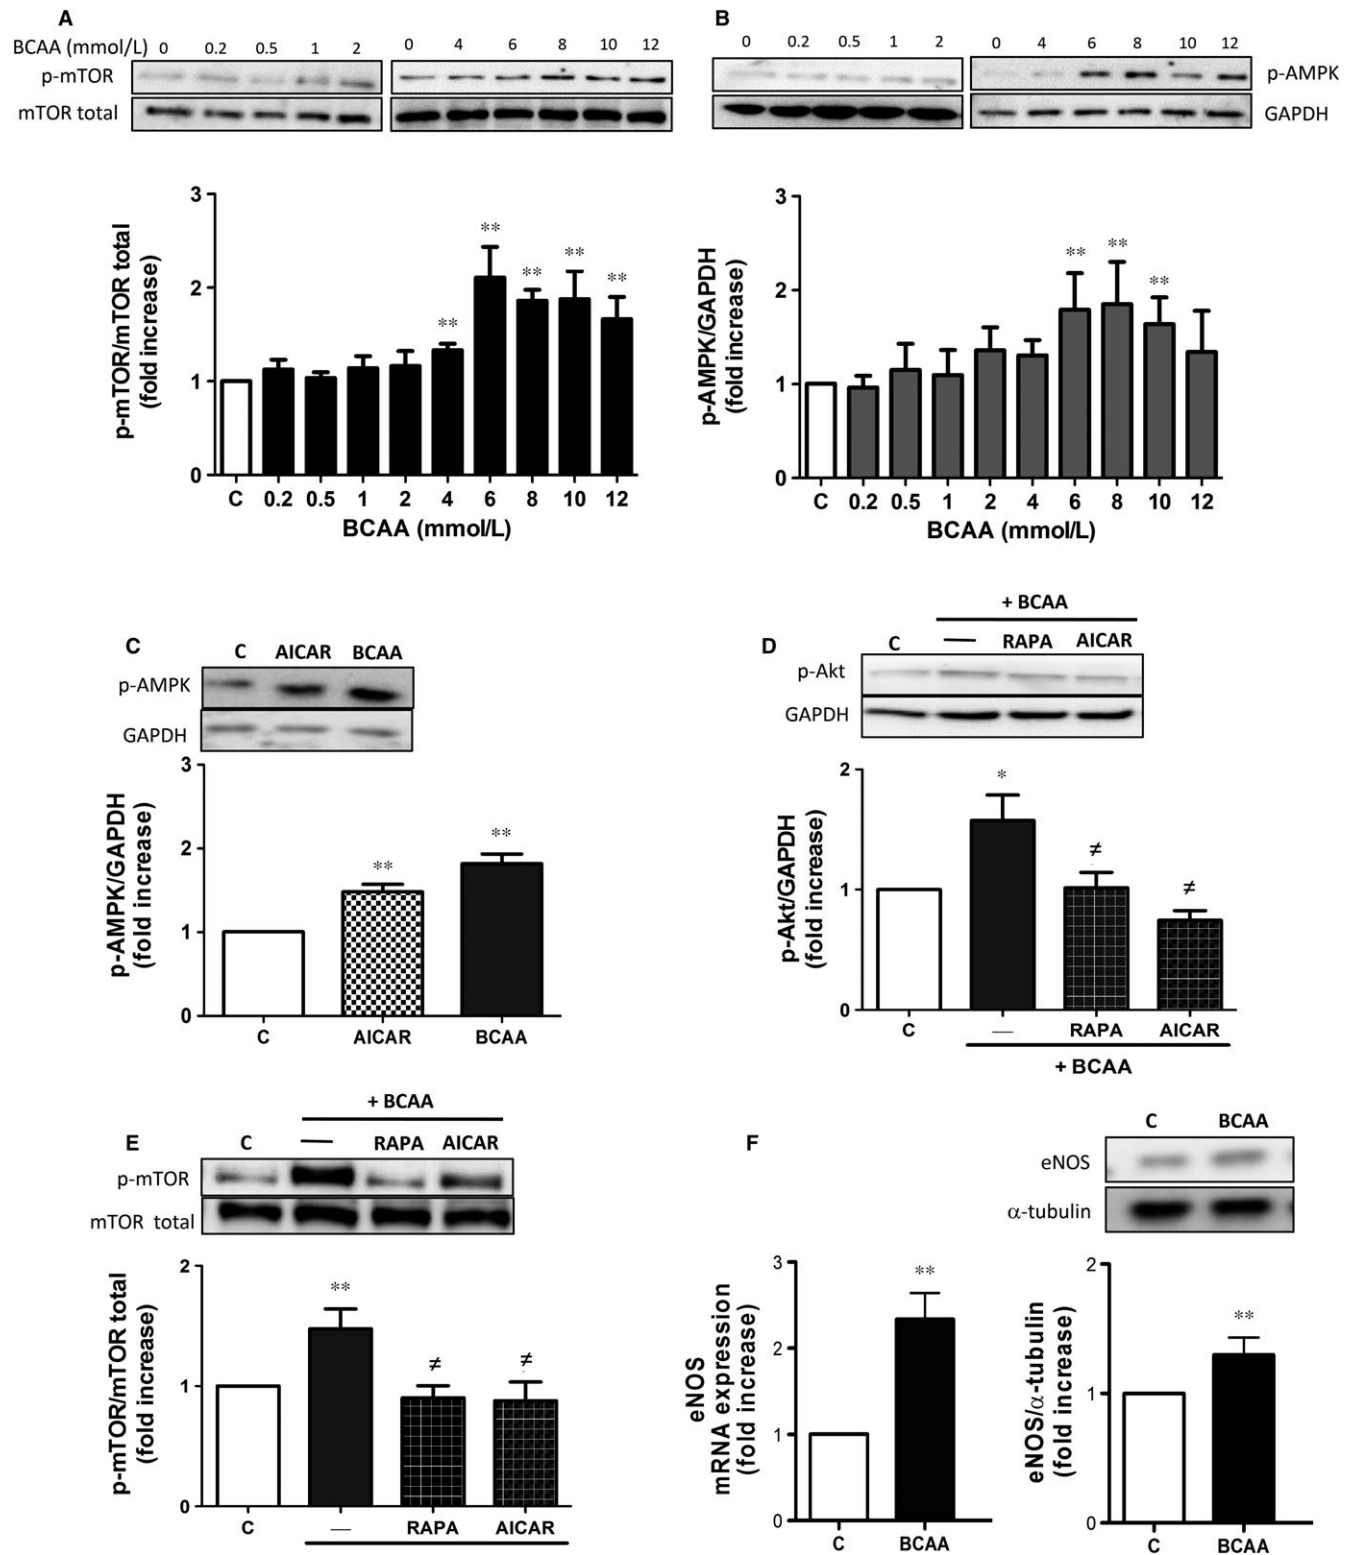 A
BCAA (mmol/L) 0 0.2 0.5 1 2 0 4 6 8 10 12
p-mTOR
mTOR total
p-mTOR/mTOR total
(fold increase)
3
2
1
0
** ** ** ** **
C 0.2 0.5 1 2 4 6 8 10 12
BCAA (mmol/L)
B
0 0.2 0.5 1 2 0 4 6 8 10 12
p-AMPK
GAPDH
p-AMPK/GAPDH
(fold increase)
3
2
1
0
** ** **
C 0.2 0.5 1 2 4 6 8 10 12
BCAA (mmol/L)
C
C AICAR BCAA
p-AMPK
GAPDH
p-AMPK/GAPDH
(fold increase)
3
2
1
0
** **
C AICAR BCAA
D
+ BCAA
C — RAPA AICAR
p-Akt
GAPDH
p-Akt/GAPDH
(fold increase)
2
1
0
* ≠ ≠
C — RAPA AICAR
+ BCAA
E
+ BCAA
C — RAPA AICAR
p-mTOR
mTOR total
p-mTOR/mTOR total
(fold increase)
2
1
0
** ≠ ≠
C — RAPA AICAR
F
C BCAA
eNOS
α-tubulin
eNOS
mRNA expression
(fold increase)
3
2
1
0
**
C BCAA
eNOS/α-tubulin
(fold increase)
2
1
0
**
C BCAA